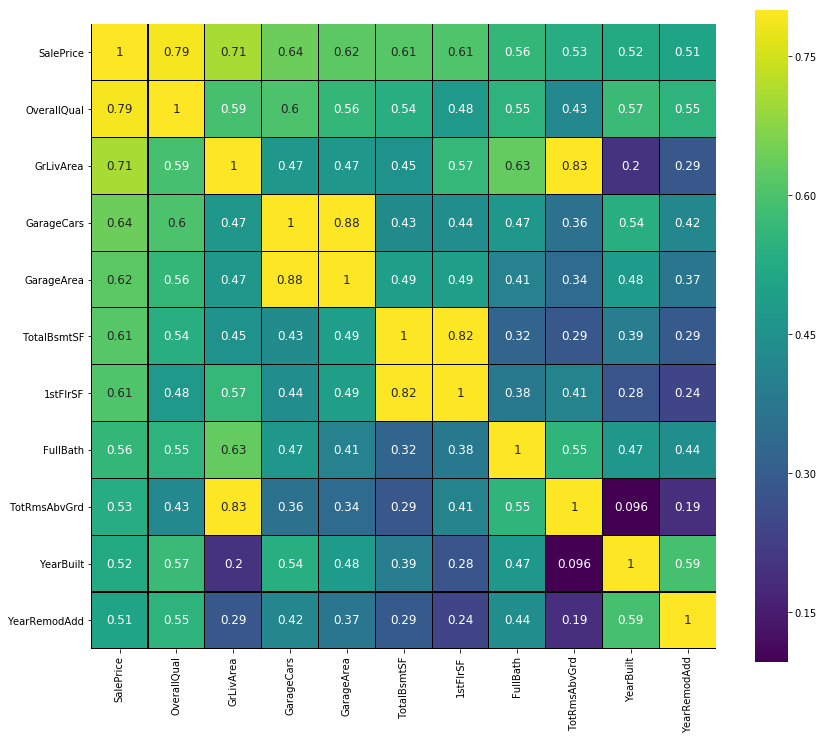 SalePrice 1 0.79 0.71 0.64 0.62 0.61 0.61 0.56 0.53 0.52 0.51
OverallQual 0.79 1 0.59 0.6 0.56 0.54 0.48 0.55 0.43 0.57 0.55
GrLivArea 0.71 0.59 1 0.47 0.47 0.45 0.57 0.63 0.83 0.2 0.29
GarageCars 0.64 0.6 0.47 1 0.88 0.43 0.44 0.47 0.36 0.54 0.42
GarageArea 0.62 0.56 0.47 0.88 1 0.49 0.49 0.41 0.34 0.48 0.37
TotalBsmtSF 0.61 0.54 0.45 0.43 0.49 1 0.82 0.32 0.29 0.39 0.29
1stFlrSF 0.61 0.48 0.57 0.44 0.49 0.82 1 0.38 0.41 0.28 0.24
FullBath 0.56 0.55 0.63 0.47 0.41 0.32 0.38 1 0.55 0.47 0.44
TotRmsAbvGrd 0.53 0.43 0.83 0.36 0.34 0.29 0.41 0.55 1 0.096 0.19
YearBuilt 0.52 0.57 0.2 0.54 0.48 0.39 0.28 0.47 0.096 1 0.59
YearRemodAdd 0.51 0.55 0.29 0.42 0.37 0.29 0.24 0.44 0.19 0.59 1
SalePrice
OverallQual
GrLivArea
GarageCars
GarageArea
TotalBsmtSF
1stFlrSF
FullBath
TotRmsAbvGrd
YearBuilt
YearRemodAdd
0.75
0.60
0.45
0.30
0.15